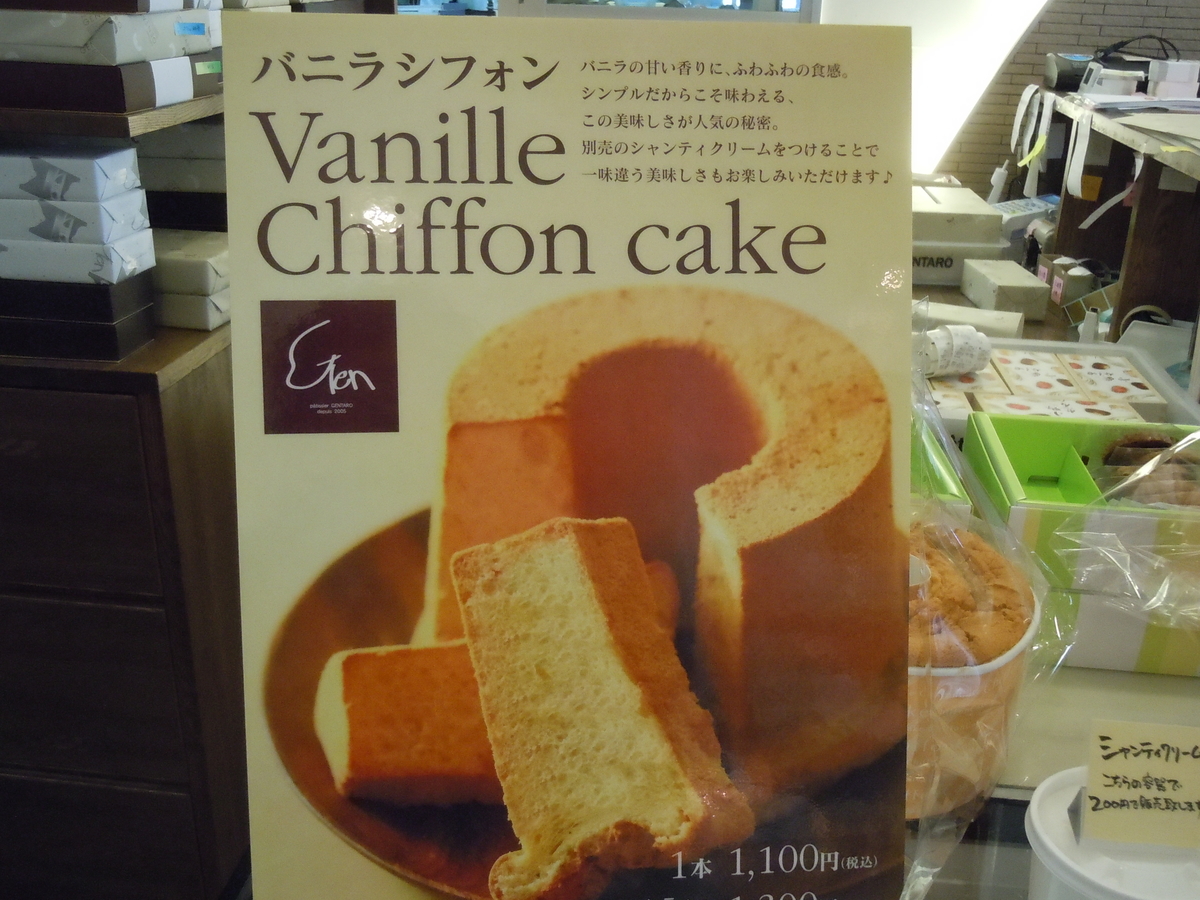 バニラシフォン
Vanille
Chiffon cake
バニラの甘い香りに、ふわふわの食感。
シンプルだからこそ味わえる、
この美味しさが人気の秘密。
別売のシャンティクリームをつけることで
一味違う美味しさもお楽しみいただけます♪
Gen
pâtissier GENTARO
depuis 2005
1本 1,100円(税込)
ENTARO
シャンティクリーム
こちらの容器で
200円で販売致します